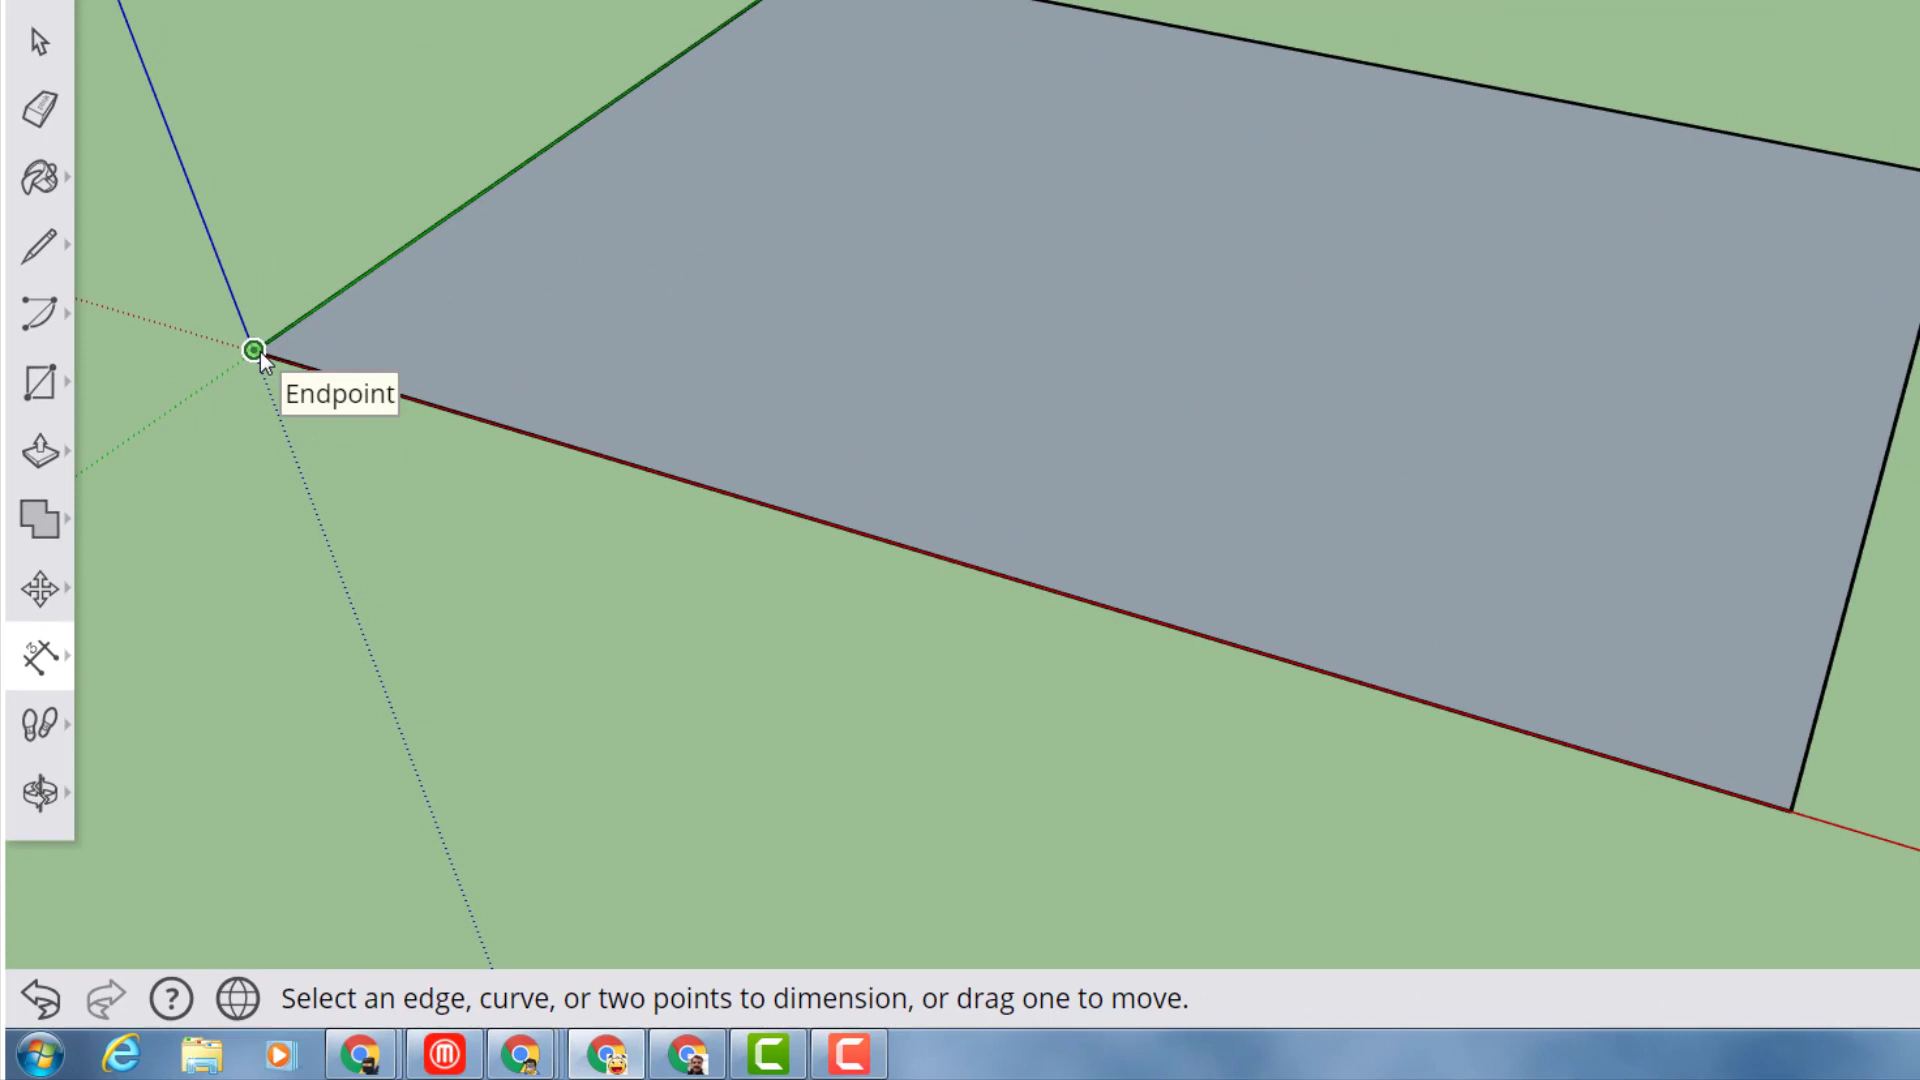 Endpoint
Select an edge, curve, or two points to dimension, or drag one to move.